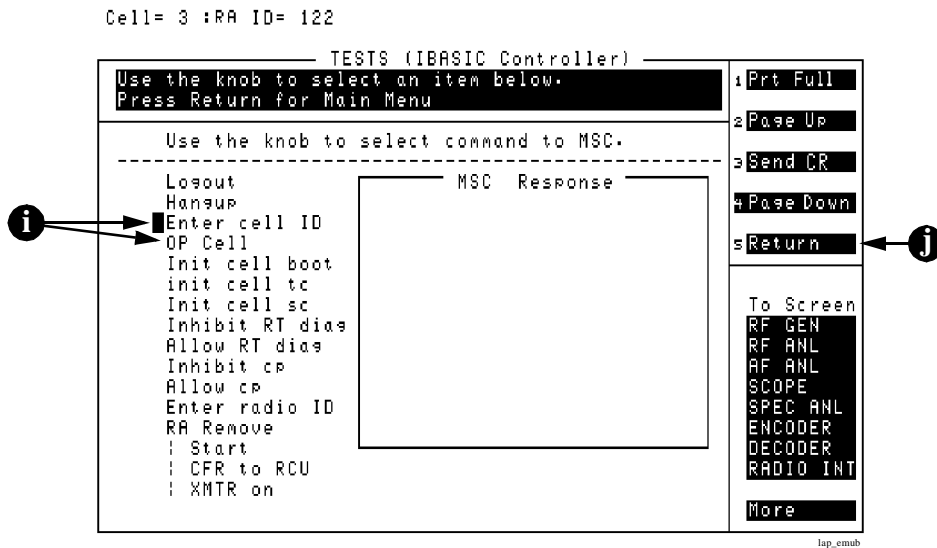 Cell= 3 :RA ID= 122
TESTS (IBASIC Controller)
Use the knob to select an item below.
Press Return for Main Menu
Use the knob to select command to MSC.
Logout
Hangup
Enter cell ID
OP Cell
Init cell boot
init cell tc
Init cell sc
Inhibit RT diag
Allow RT diag
Inhibit cp
Allow cp
Enter radio ID
RA Remove
¦ Start
¦ CFR to RCU
¦ XMTR on
MSC Response
1 Prt Full
2 Page Up
3 Send CR
4 Page Down
5 Return
To Screen
RF GEN
RF ANL
AF ANL
SCOPE
SPEC ANL
ENCODER
DECODER
RADIO INT
More
i
j
lap_emub